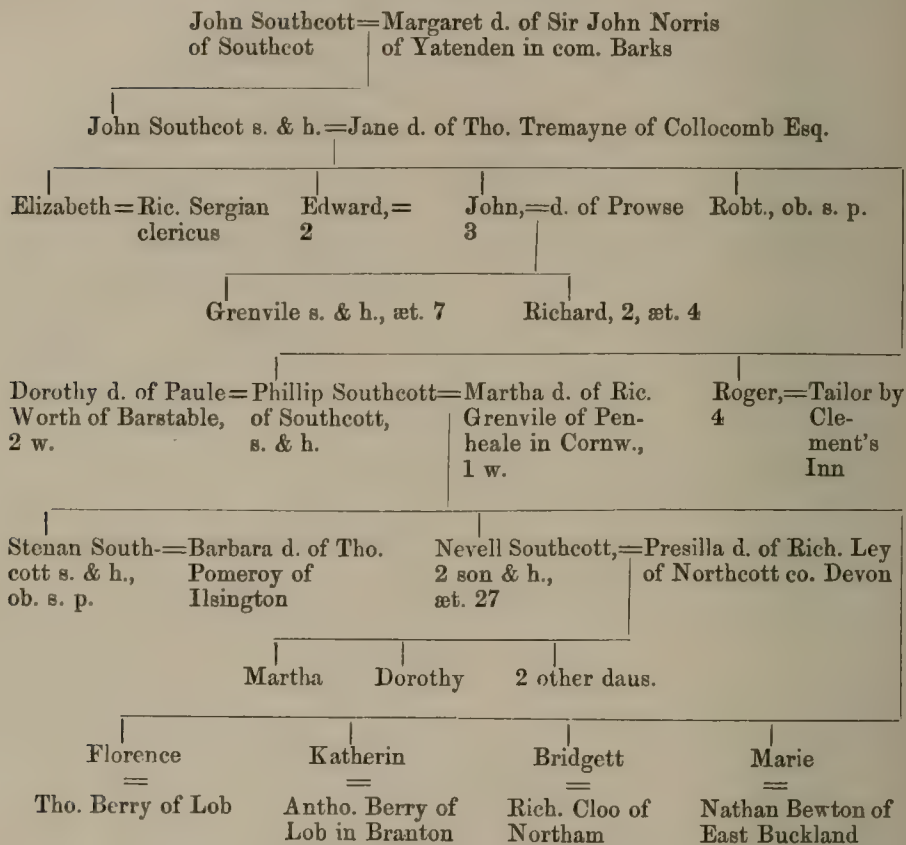 John Southcott=Margaret d. of Sir John Norris
of Southcot of Yatenden in com. Barks
John Southcot s. & h.=Jane d. of Tho. Tremayne of Collocomb Esq.
Elizabeth=Ric. Sergian Edward,= John,=d. of Prowse Robt., ob. s. p.
clericus 2 3
Grenvile s. & h., æt. 7 Richard, 2, æt. 4
Dorothy d. of Paule=Phillip Southcott=Martha d. of Ric. Roger,=Tailor by
Worth of Barstable, of Southcott, Grenvile of Pen- 4 Cle-
2 w. s. & h. heale in Cornw., ment's
1 w. Inn
Stenan South-=Barbara d. of Tho. Nevell Southcott,=Presilla d. of Rich. Ley
cott s. & h., Pomeroy of 2 son & h., of Northcott co. Devon
ob. s. p. Ilsington æt. 27
Martha Dorothy 2 other daus.
Florence Katherin Bridgett Marie
= = = =
Tho. Berry of Lob Antho. Berry of Rich. Cloo of Nathan Bewton of
Lob in Branton Northam East Buckland